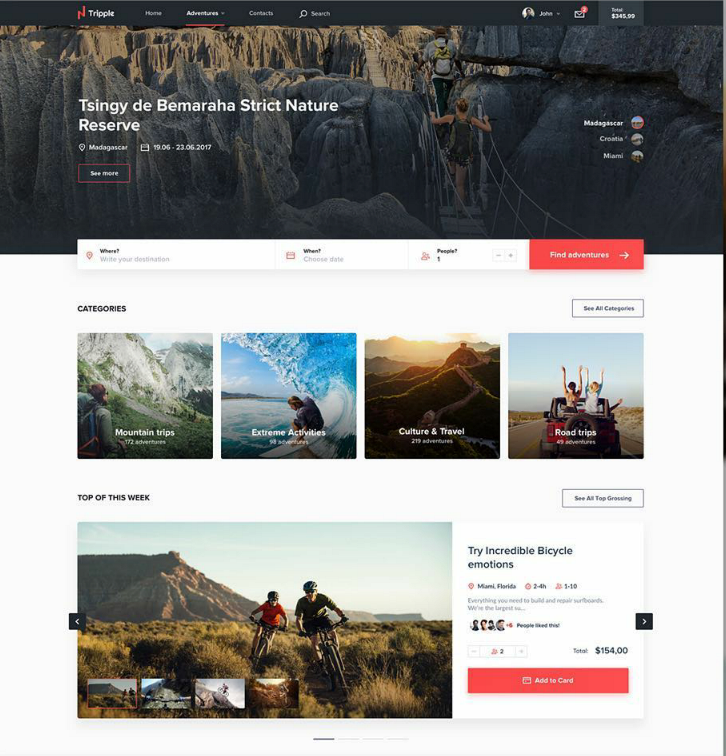 Tripple
Home
Adventures
Contacts
Search
John
2
Total:
$345,99
Tsingy de Bemaraha Strict Nature
Reserve
Madagascar
19.06 - 23.06.2017
See more
Madagascar
Croatia
Miami
Where?
Write your destination
When?
Choose date
People?
1
Find adventures
CATEGORIES
See All Categories
Mountain trips
172 adventures
Extreme Activities
98 adventures
Culture & Travel
219 adventures
Road trips
49 adventures
TOP OF THIS WEEK
See All Top Grossing
Try Incredible Bicycle
emotions
Miami, Florida
2-4h
1-10
Everything you need to build and repair surfboards.
We're the largest su...
+6 People liked this!
2
Total: $154,00
Add to Card